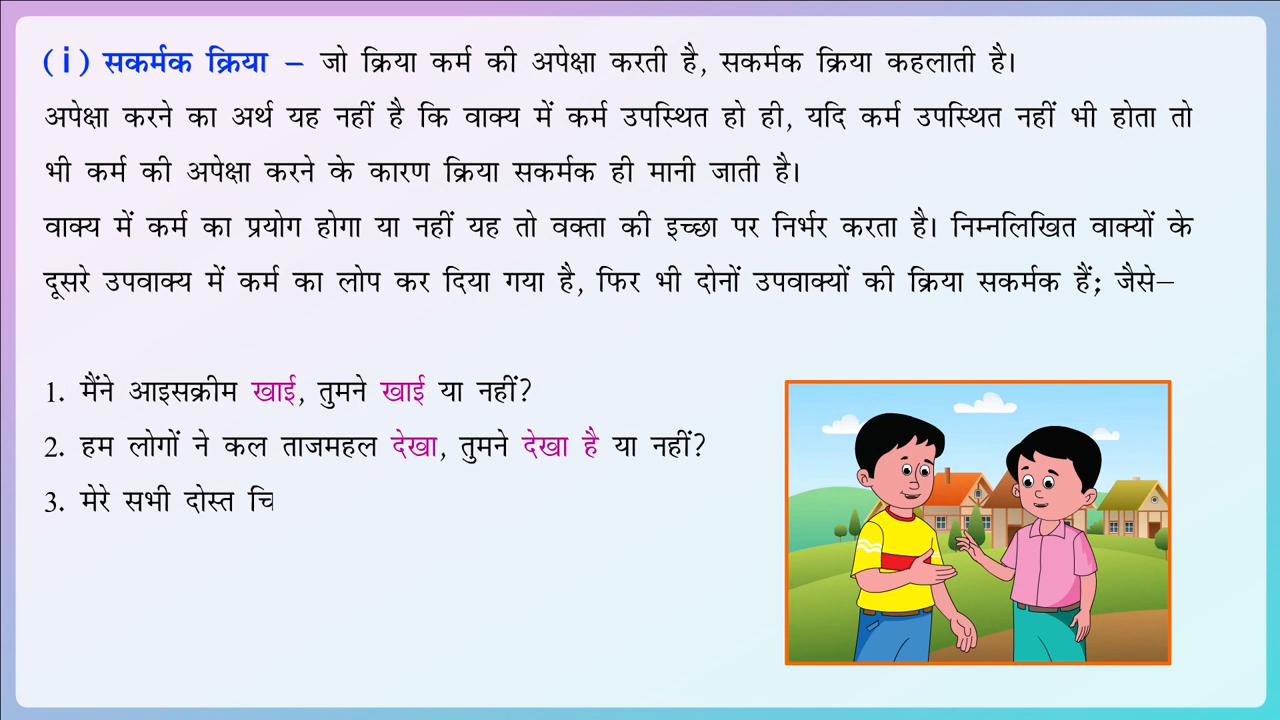 (i) सकर्मक क्रिया – जो क्रिया कर्म की अपेक्षा करती है, सकर्मक क्रिया कहलाती है।
अपेक्षा करने का अर्थ यह नहीं है कि वाक्य में कर्म उपस्थित हो ही, यदि कर्म उपस्थित नहीं भी होता तो
भी कर्म की अपेक्षा करने के कारण क्रिया सकर्मक ही मानी जाती है।
वाक्य में कर्म का प्रयोग होगा या नहीं यह तो वक्ता की इच्छा पर निर्भर करता है। निम्नलिखित वाक्यों के
दूसरे उपवाक्य में कर्म का लोप कर दिया गया है, फिर भी दोनों उपवाक्यों की क्रिया सकर्मक हैं; जैसे–
1. मैंने आइसक्रीम खाई, तुमने खाई या नहीं?
2. हम लोगों ने कल ताजमहल देखा, तुमने देखा है या नहीं?
3. मेरे सभी दोस्त चि